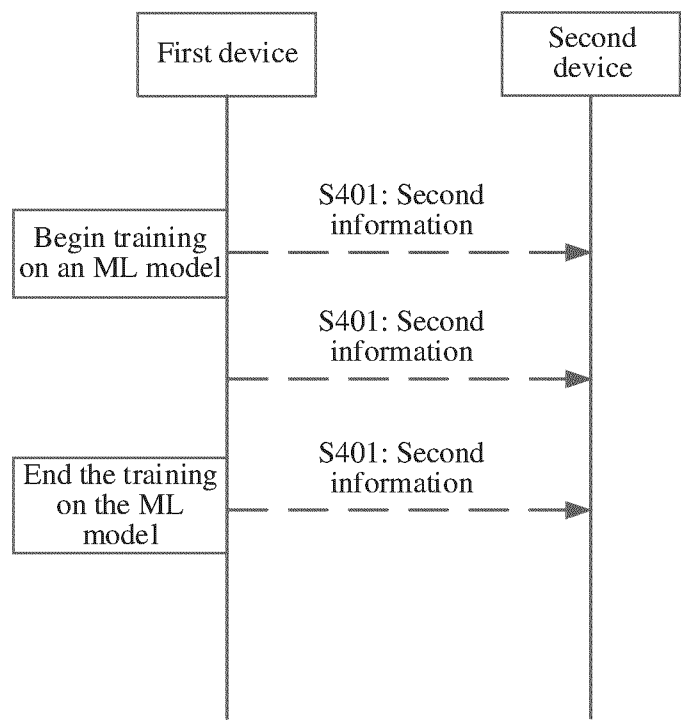 First device
Second
device
S401: Second
information
Begin training
on an ML model
S401: Second
information
S401: Second
information
End the training
on the ML
model